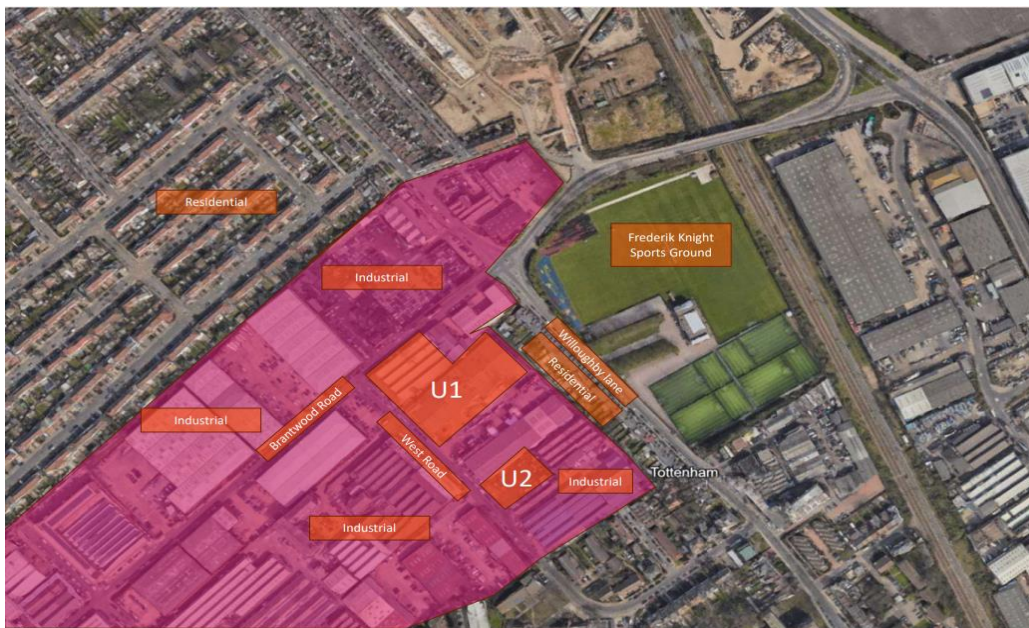 Residential
Frederik Knight
Sports Ground
Industrial
Willoughby lane
Residential
U1
Industrial
Brantwood Road
West Road
Tottenham
U2
Industrial
Industrial